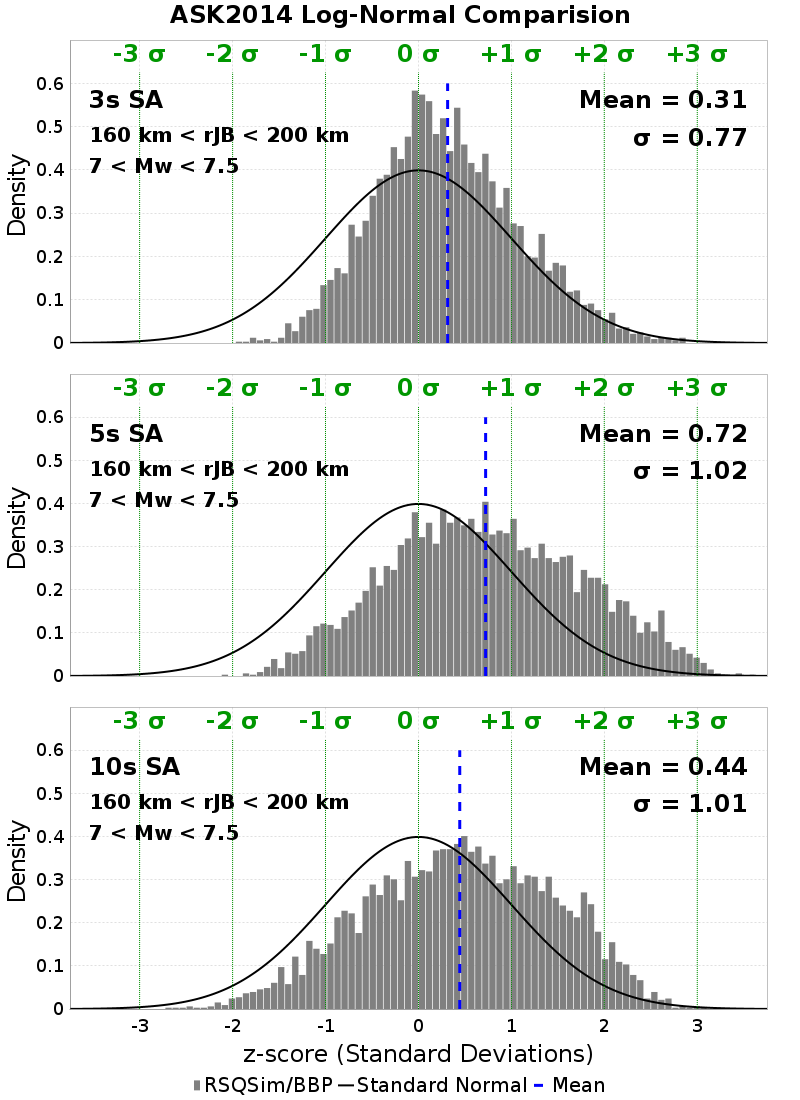 ASK2014 Log-Normal Comparision
-3 σ -2 σ -1 σ 0 σ +1 σ +2 σ +3 σ
3s SA
160 km < rJB < 200 km
7 < Mw < 7.5
Mean = 0.31
σ = 0.77
0.6
0.5
0.4
0.3
0.2
0.1
0
Density
-3 σ -2 σ -1 σ 0 σ +1 σ +2 σ +3 σ
5s SA
160 km < rJB < 200 km
7 < Mw < 7.5
Mean = 0.72
σ = 1.02
0.6
0.5
0.4
0.3
0.2
0.1
0
Density
-3 σ -2 σ -1 σ 0 σ +1 σ +2 σ +3 σ
10s SA
160 km < rJB < 200 km
7 < Mw < 7.5
Mean = 0.44
σ = 1.01
0.6
0.5
0.4
0.3
0.2
0.1
0
Density
-3 -2 -1 0 1 2 3
z-score (Standard Deviations)
RSQSim/BBP Standard Normal Mean